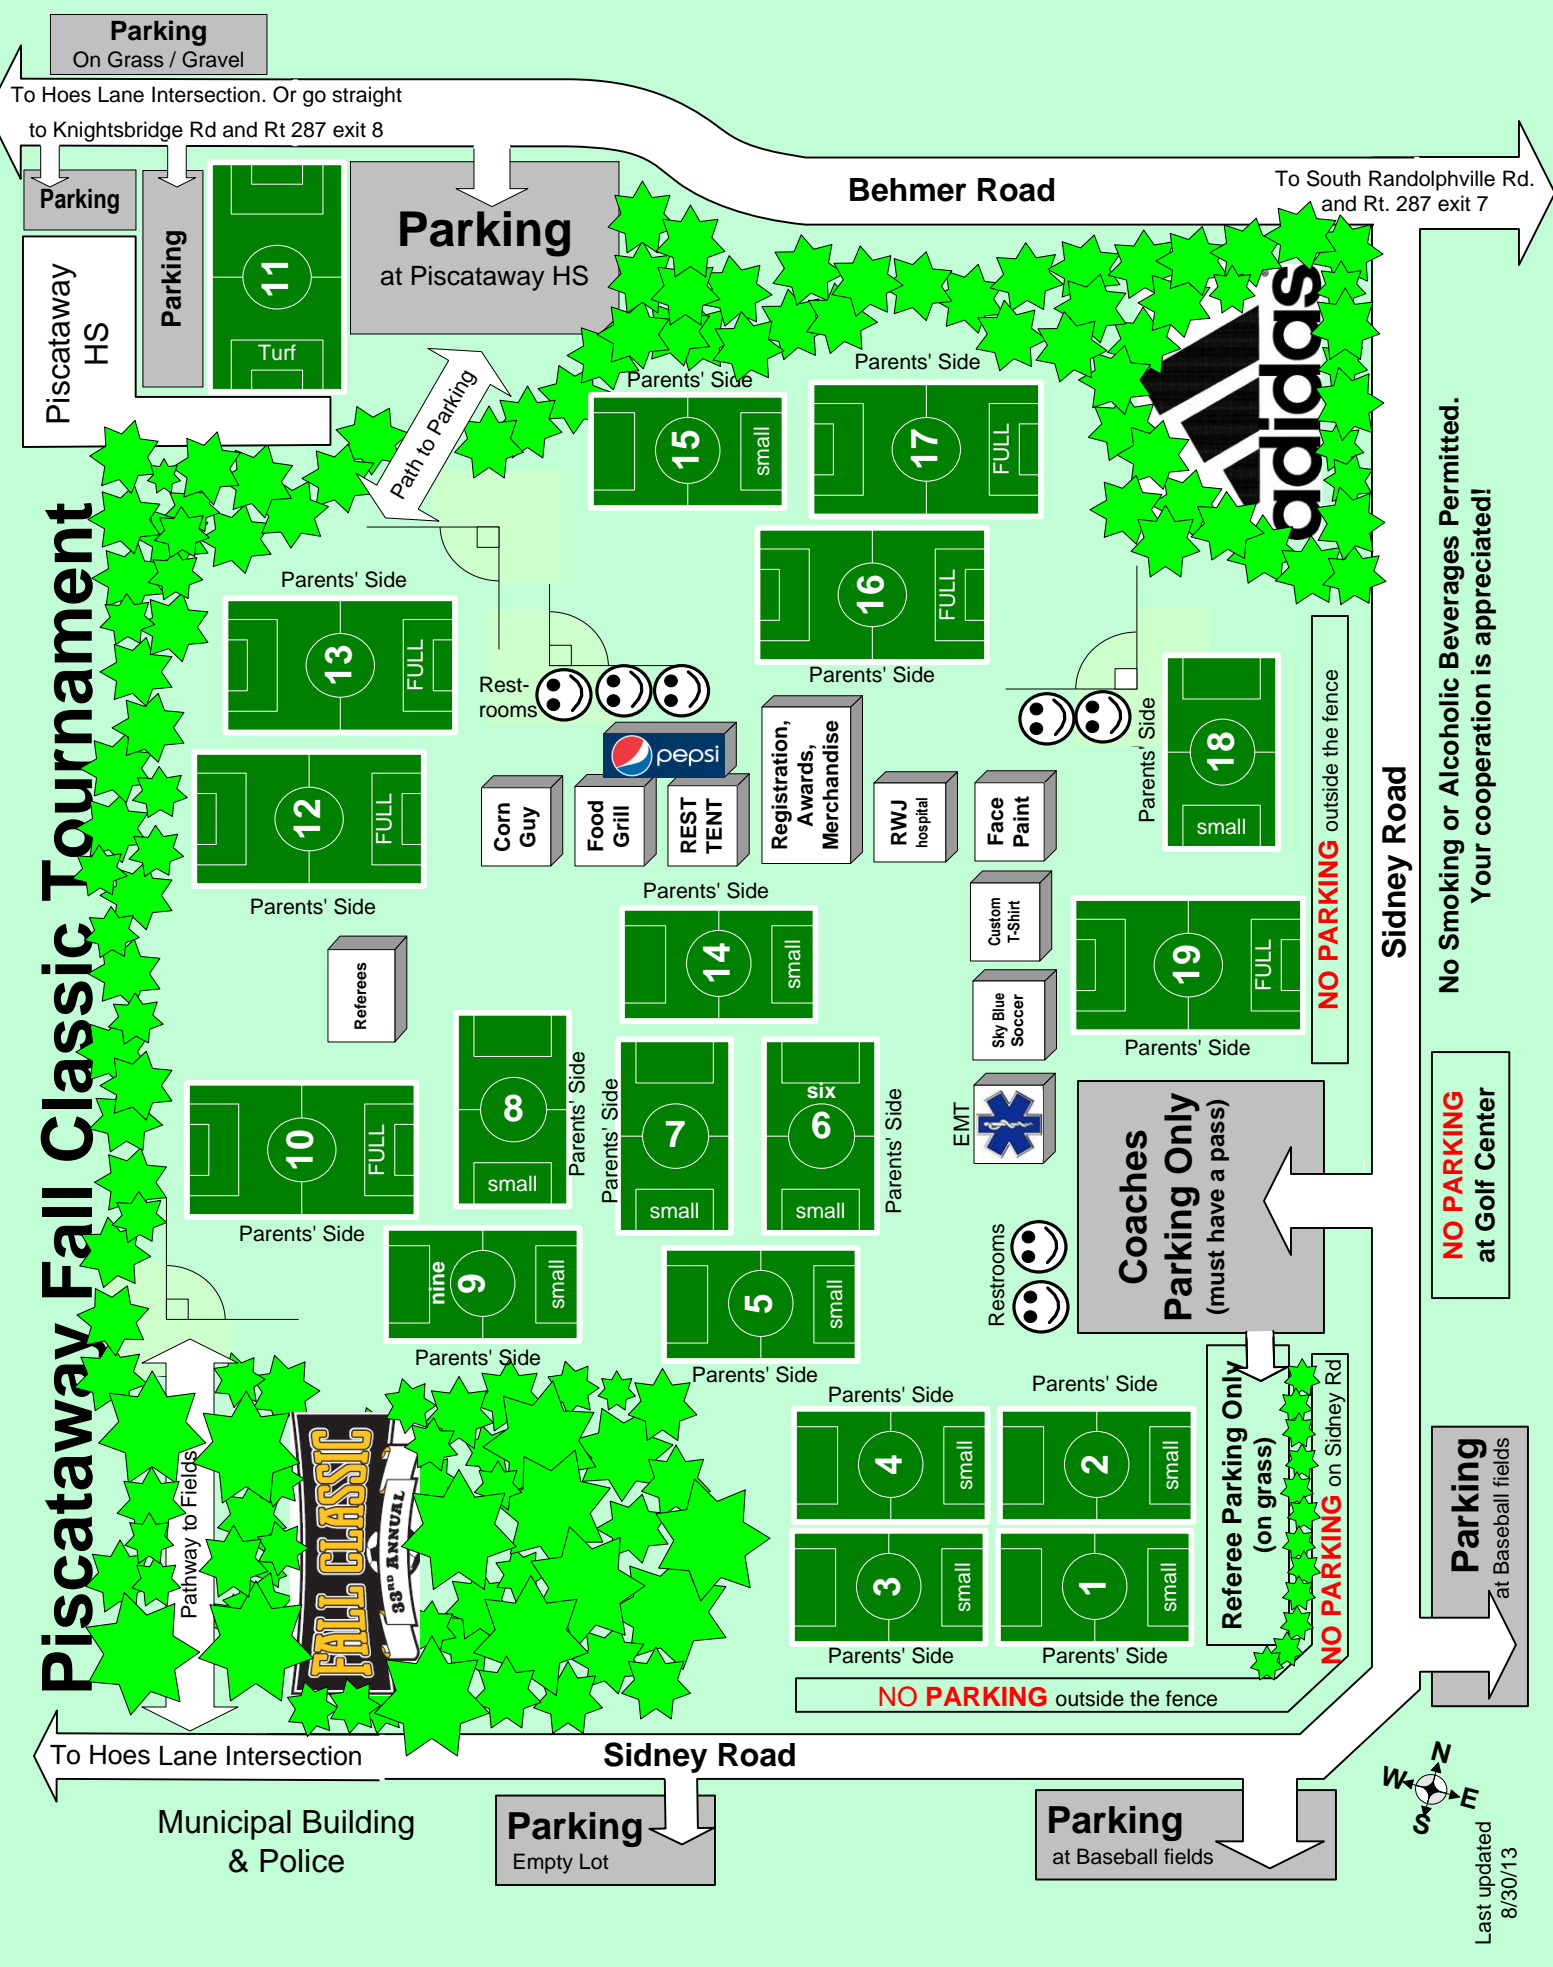 Parking
On Grass / Gravel
To Hoes Lane Intersection. Or go straight
to Knightsbridge Rd and Rt 287 exit 8
Parking
Parking
Piscataway
HS
11
Turf
Parking
at Piscataway HS
Behmer Road
To South Randolphville Rd.
and Rt. 287 exit 7
Path to Parking
Parents' Side
15
small
Parents' Side
17
FULL
adidas
®
16
FULL
Parents' Side
Piscataway Fall Classic Tournament
Parents' Side
13
FULL
12
FULL
Parents' Side
Rest-
rooms
pepsi
Corn
Guy
Food
Grill
REST
TENT
Registration,
Awards,
Merchandise
RWJ
hospital
Face
Paint
Custom
T-Shirt
Sky Blue
Soccer
EMT
Parents' Side
18
small
19
FULL
Parents' Side
NO PARKING outside the fence
Sidney Road
No Smoking or Alcoholic Beverages Permitted.
Your cooperation is appreciated!
Referees
Parents' Side
14
small
10
FULL
Parents' Side
8
small
Parents' Side
Parents' Side
7
small
six
6
small
Parents' Side
nine
9
small
Parents' Side
5
small
Parents' Side
Restrooms
Coaches
Parking Only
(must have a pass)
NO PARKING
at Golf Center
Parents' Side
4
small
Parents' Side
2
small
3
small
Parents' Side
1
small
Parents' Side
Referee Parking Only
(on grass)
NO PARKING on Sidney Rd
Parking
at Baseball fields
Pathway to Fields
FALL CLASSIC
33RD ANNUAL
NO PARKING outside the fence
To Hoes Lane Intersection
Sidney Road
Municipal Building
& Police
Parking
Empty Lot
Parking
at Baseball fields
N
W
E
S
Last updated
8/30/13